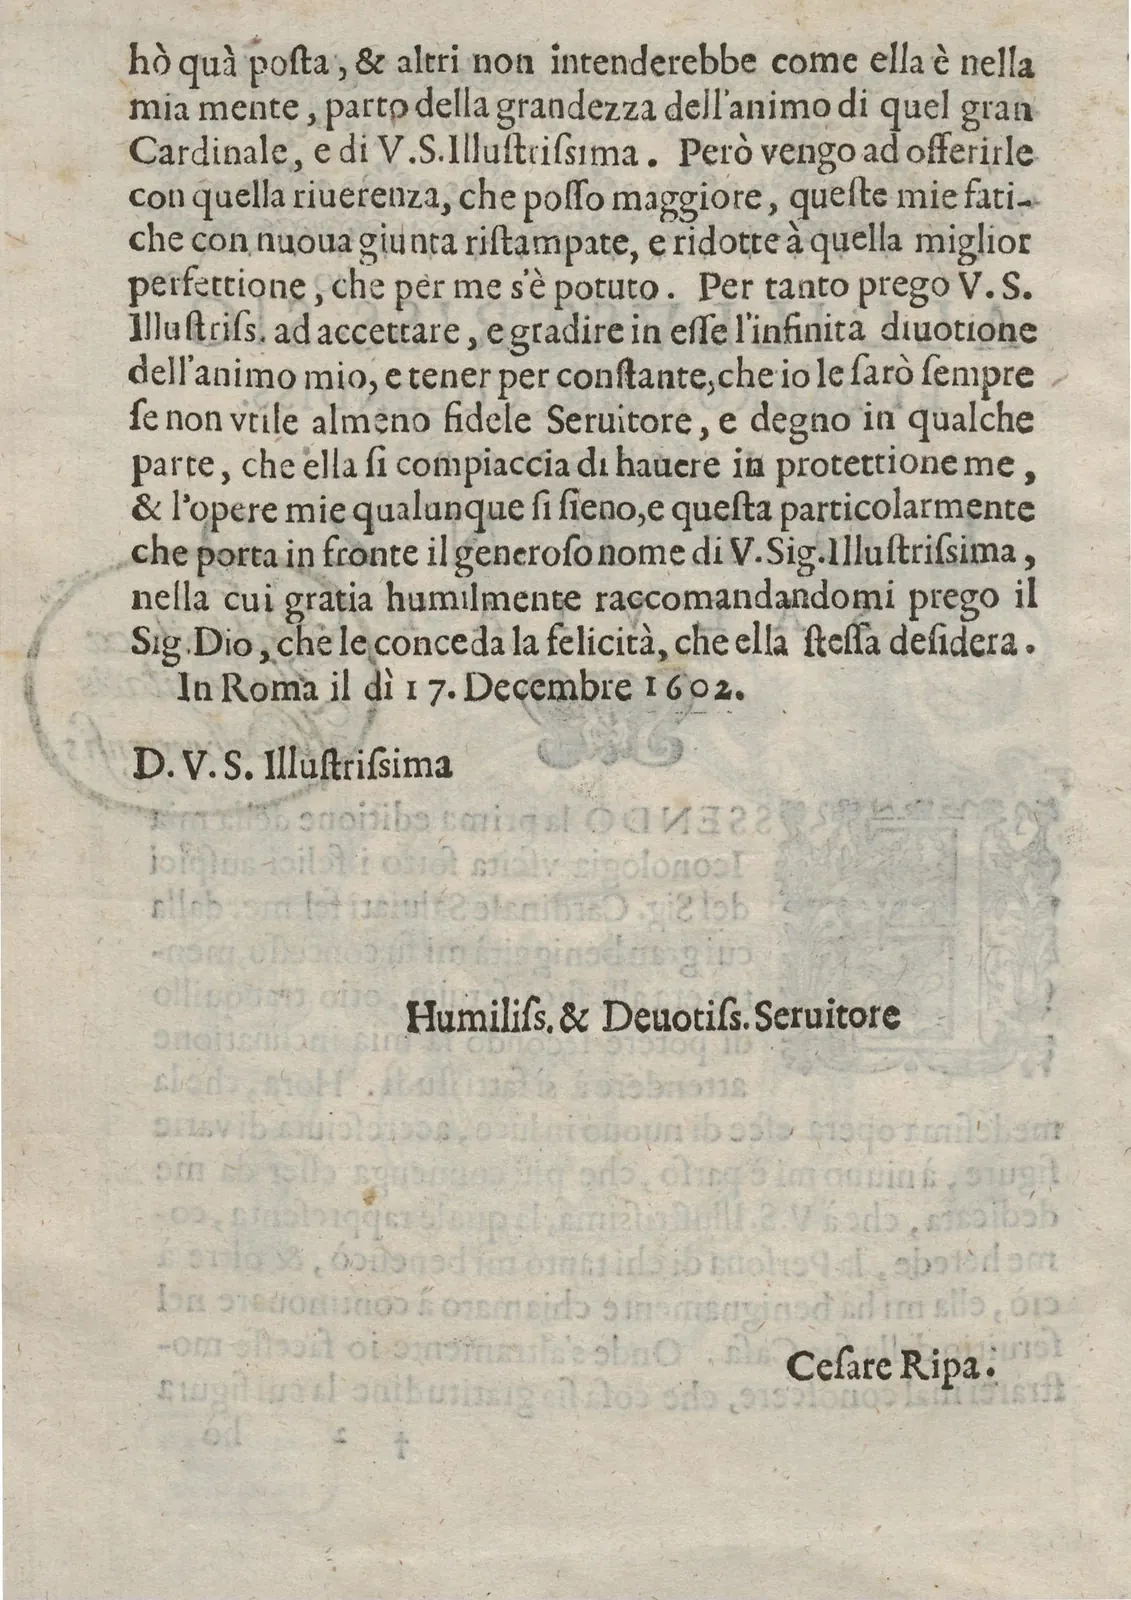 hò quà poſta, & altri non intenderebbe come ella è nella
mia mente, parto della grandezza dell'animo di quel gran
Cardinale, e di V.S.Illuſtriſsima. Però vengo ad offerirle
con quella riuerenza, che poſſo maggiore, queſte mie fati-
che con nuoua giunta riſtampate, e ridotte à quella miglior
perfettione, che per me s'è potuto. Per tanto prego V. S.
Illuſtriſs. ad accettare, e gradire in eſſe l'infinita diuotione
dell'animo mio, e tener per conſtante, che io le ſarò ſempre
ſe non vtile almeno fidele Seruitore, e degno in qualche
parte, che ella ſi compiaccia di hauere in protettione me,
& l'opere mie qualunque ſi ſieno, e queſta particolarmente
che porta in fronte il generoſo nome di V. Sig. Illuſtriſsima,
nella cui gratia humilmente raccomandandomi prego il
Sig. Dio, che le conceda la felicità, che ella ſteſſa deſidera.
In Roma il dì 17. Decembre 1602.
D. V. S. Illuſtriſsima
Humiliſs. & Deuotiſs. Seruitore
Ceſare Ripa.